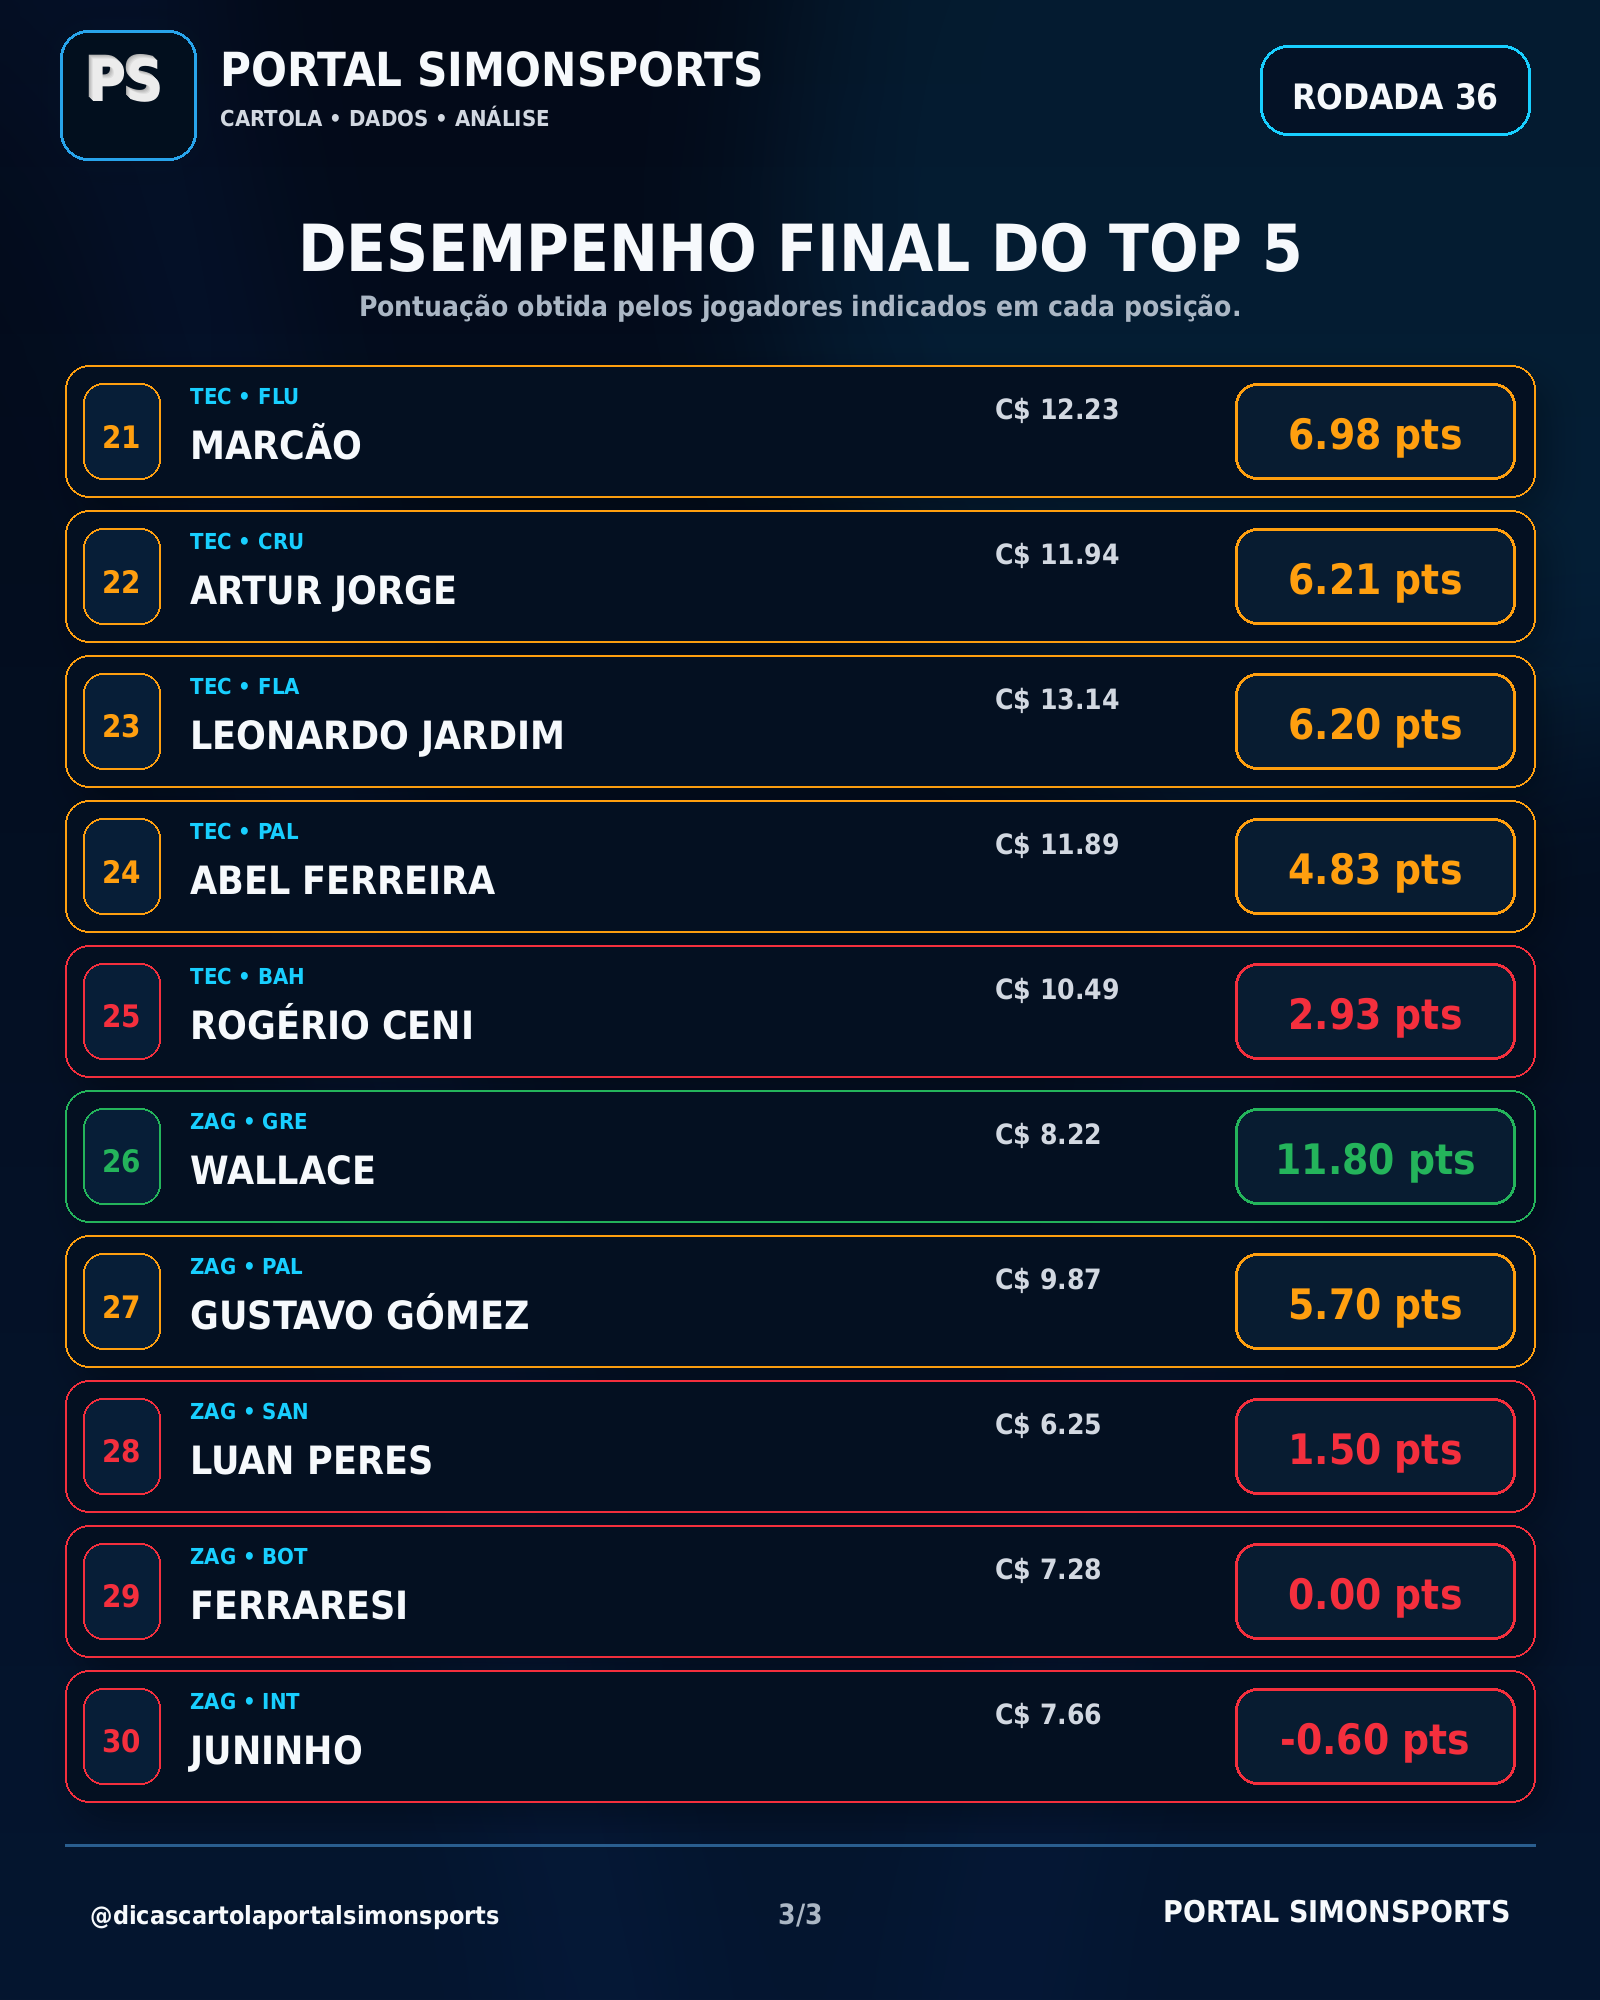 PS
PORTAL SIMONSPORTS
CARTOLA • DADOS • ANÁLISE
RODADA 36
DESEMPENHO FINAL DO TOP 5
Pontuação obtida pelos jogadores indicados em cada posição.
21
TEC • FLU
MARCÃO
C$ 12.23
6.98 pts
22
TEC • CRU
ARTUR JORGE
C$ 11.94
6.21 pts
23
TEC • FLA
LEONARDO JARDIM
C$ 13.14
6.20 pts
24
TEC • PAL
ABEL FERREIRA
C$ 11.89
4.83 pts
25
TEC • BAH
ROGÉRIO CENI
C$ 10.49
2.93 pts
26
ZAG • GRE
WALLACE
C$ 8.22
11.80 pts
27
ZAG • PAL
GUSTAVO GÓMEZ
C$ 9.87
5.70 pts
28
ZAG • SAN
LUAN PERES
C$ 6.25
1.50 pts
29
ZAG • BOT
FERRARESI
C$ 7.28
0.00 pts
30
ZAG • INT
JUNINHO
C$ 7.66
-0.60 pts
@dicascartolaportalsimonsports
3/3
PORTAL SIMONSPORTS